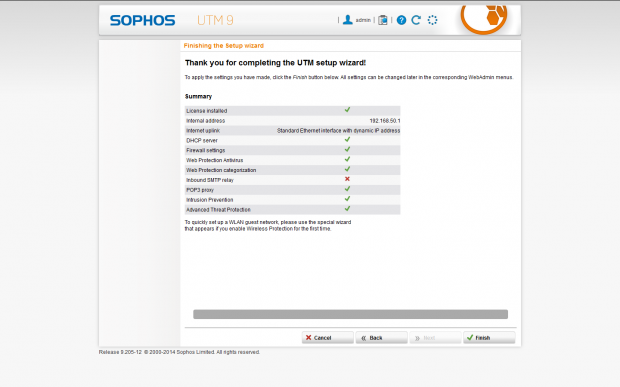 SOPHOS UTM 9
admin
Finishing the Setup wizard
Thank you for completing the UTM setup wizard!
To apply the settings you have made, click the Finish button below. All settings can be changed later in the corresponding WebAdmin menus.
Summary
License installed
Internal address 192.168.50.1
Internet uplink Standard Ethernet interface with dynamic IP address
DHCP server
Firewall settings
Web Protection Antivirus
Web Protection categorization
Inbound SMTP relay
POP3 proxy
Intrusion Prevention
Advanced Threat Protection
To quickly set up a WLAN guest network, please use the special wizard
that appears if you enable Wireless Protection for the first time.
Cancel
Back
Next
Finish
Release 9.205-12 © 2000-2014 Sophos Limited. All rights reserved.